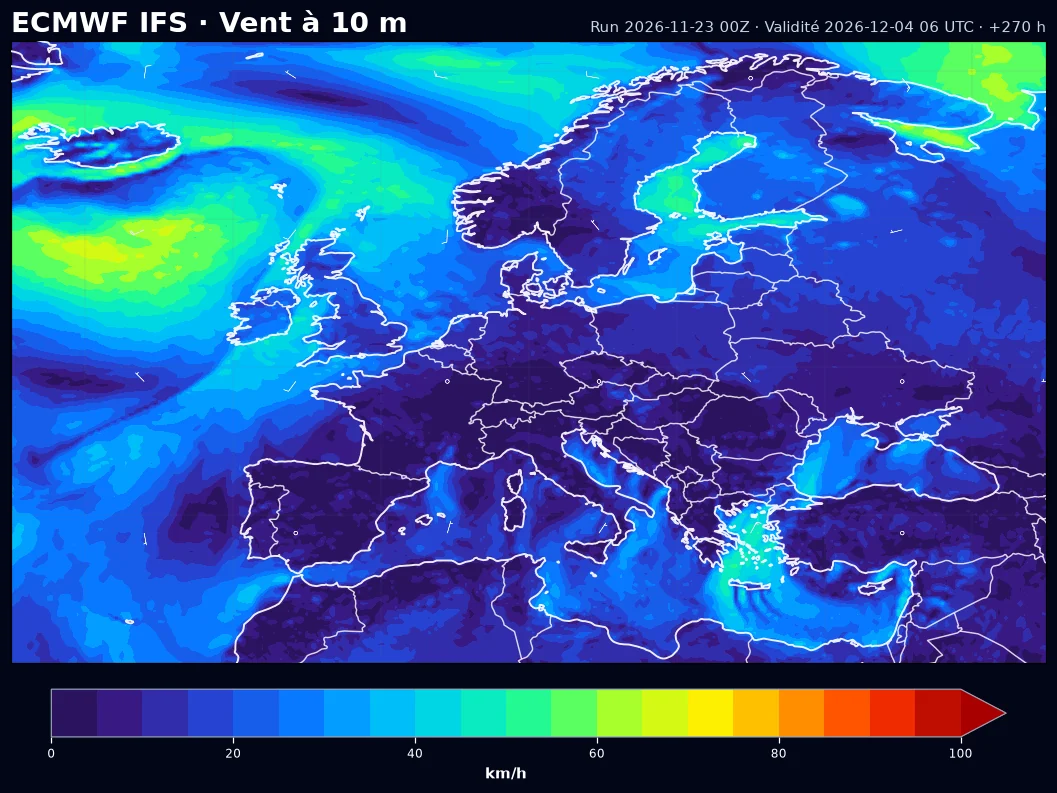 ECMWF IFS · Vent à 10 m
Run 2026-11-23 00Z · Validité 2026-12-04 06 UTC · +270 h
0 20 40 60 80 100
km/h